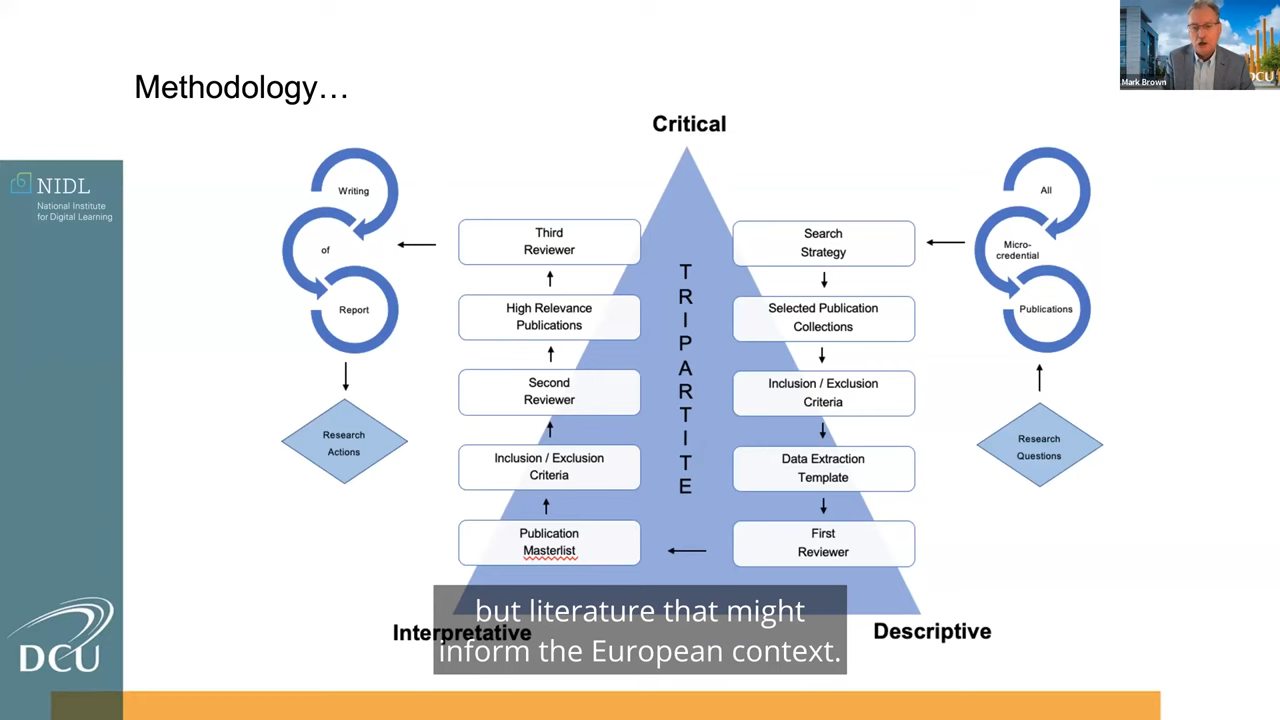 Methodology…
Mark Brown
DCU
NIDL
National Institute
for Digital Learning
DCU
Critical
TRIPARTITE
Interpretative
Descriptive
Writing
of
Report
Research
Actions
Third
Reviewer
High Relevance
Publications
Second
Reviewer
Inclusion / Exclusion
Criteria
Publication
Masterlist
Search
Strategy
Selected Publication
Collections
Inclusion / Exclusion
Criteria
Data Extraction
Template
First
Reviewer
All
Micro-
credential
Publications
Research
Questions
but literature that might
inform the European context.